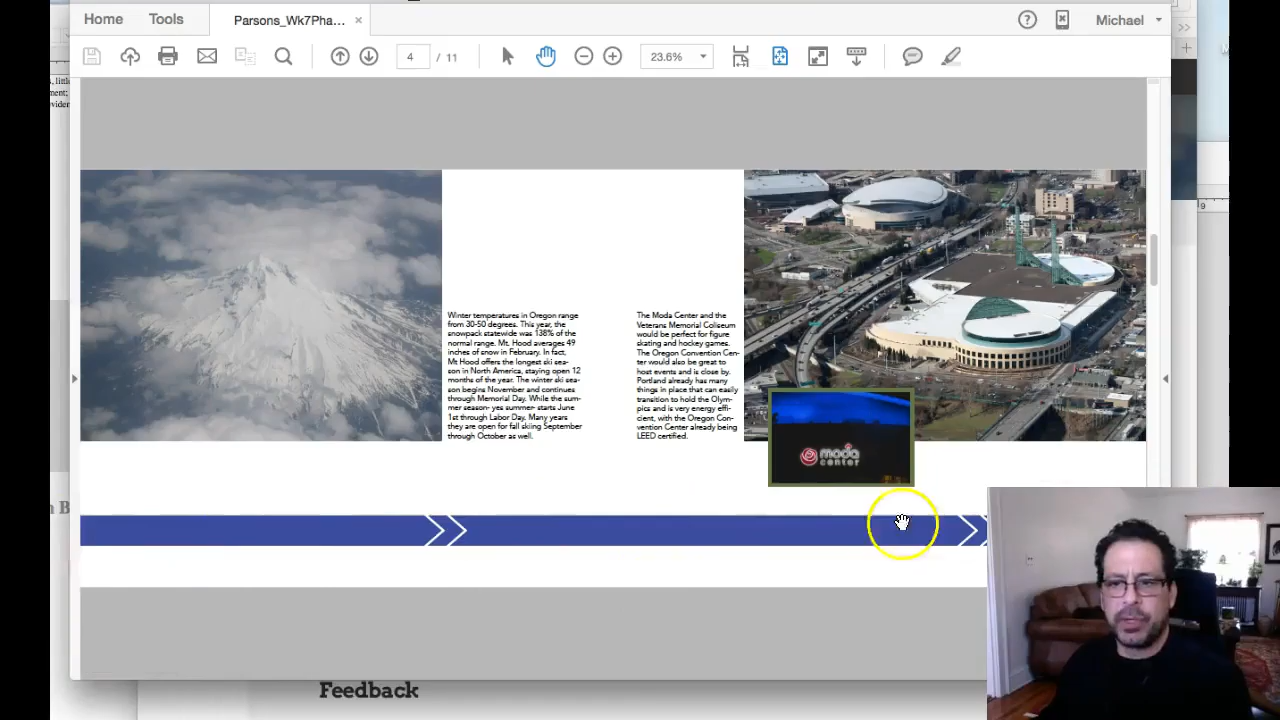 Home
Tools
Parsons_Wk7Pha...
Michael
4
/ 11
23.6%
Winter temperatures in Oregon range
from 30-50 degrees. This year, the
snowpack statewide was 138% of the
normal range. Mt. Hood averages 49
inches of snow in February. In fact,
Mt Hood offers the longest ski sea-
son in North America, staying open 12
months of the year. The winter ski sea-
son begins November and continues
through Memorial Day. While the sum-
mer season- yes summer- starts June
1st through Labor Day. Many years
they are open for fall skiing September
through October as well.
The Moda Center and the
Veterans Memorial Coliseum
would be perfect for figure
skating and hockey games.
The Oregon Convention Cen-
ter would also be great to
host events and is close by.
Portland already has many
things in place that can easily
transition to hold the Olym-
pics and is very energy effi-
cient, with the Oregon Con-
vention Center already being
LEED certified.
moda
center
9
Feedback